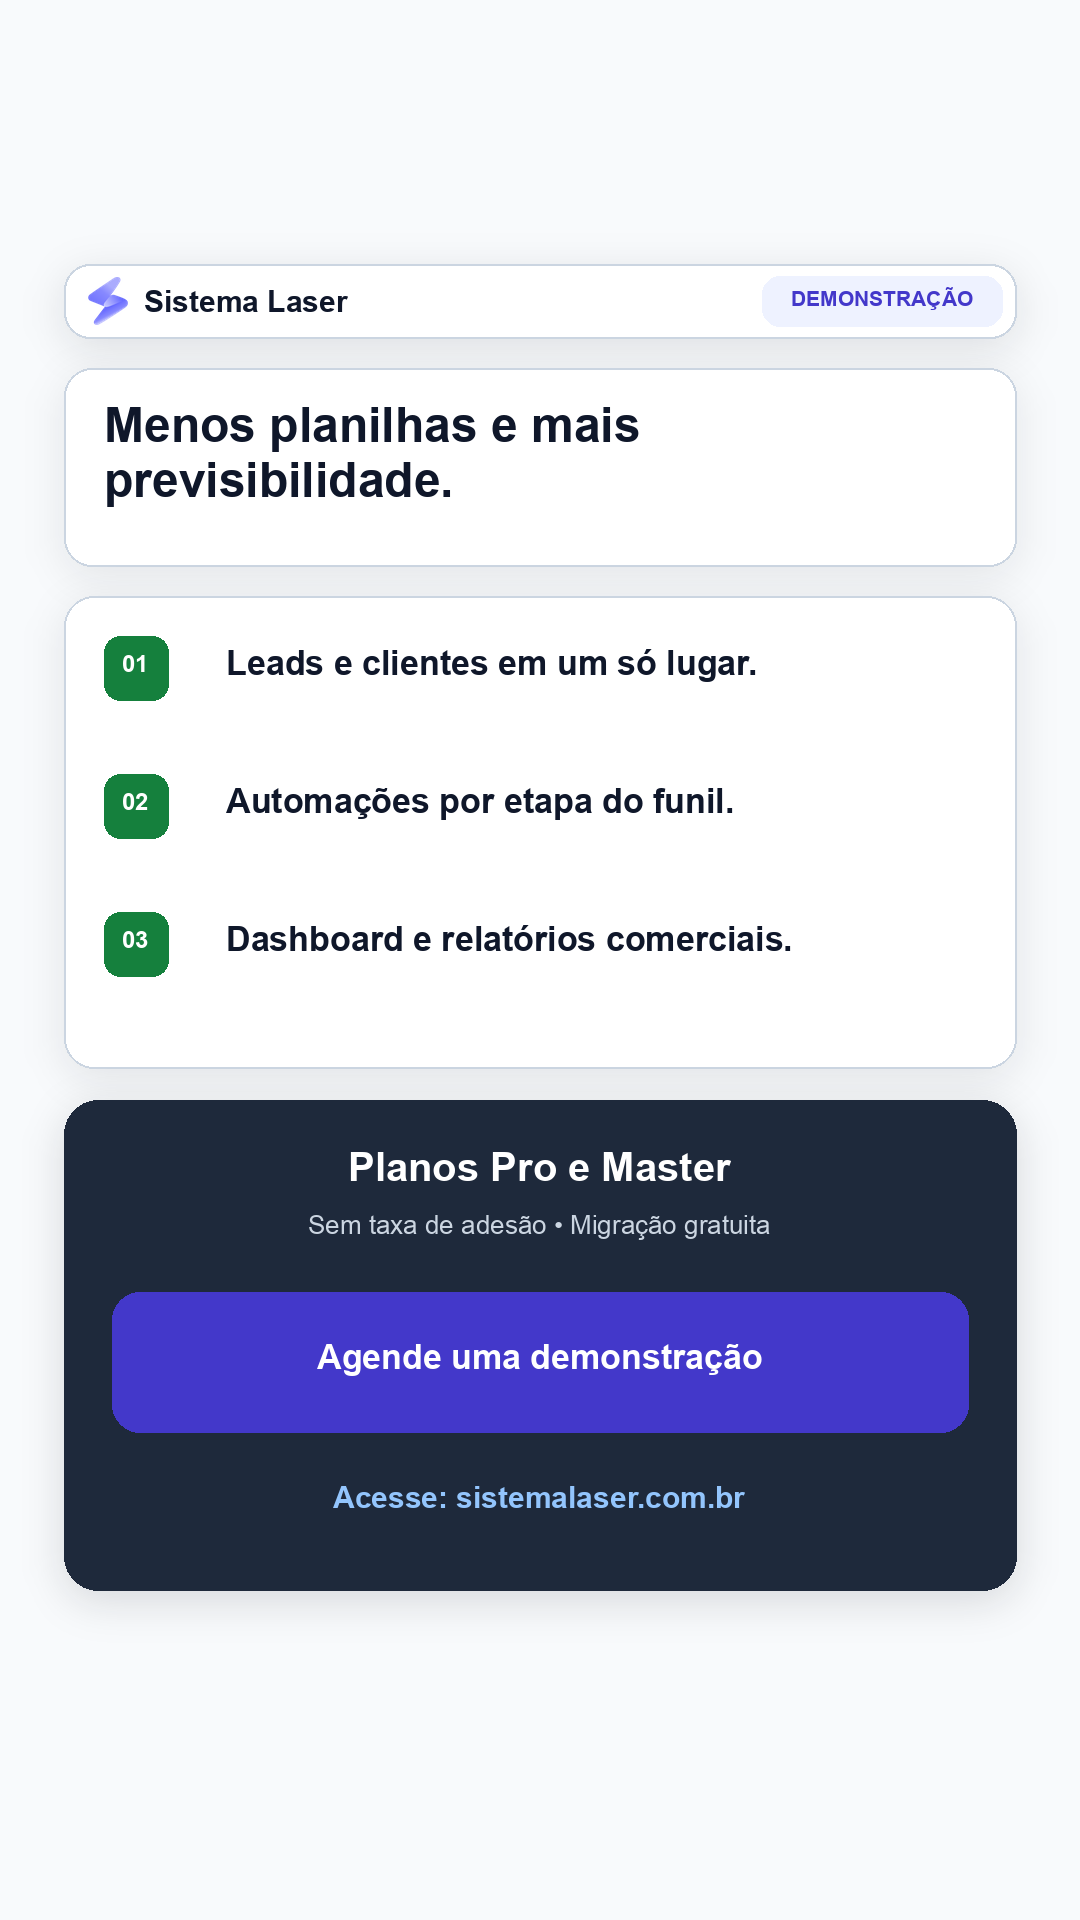 Sistema Laser
DEMONSTRAÇÃO
Menos planilhas e mais
previsibilidade.
01
Leads e clientes em um só lugar.
02
Automações por etapa do funil.
03
Dashboard e relatórios comerciais.
Planos Pro e Master
Sem taxa de adesão • Migração gratuita
Agende uma demonstração
Acesse: sistemalaser.com.br